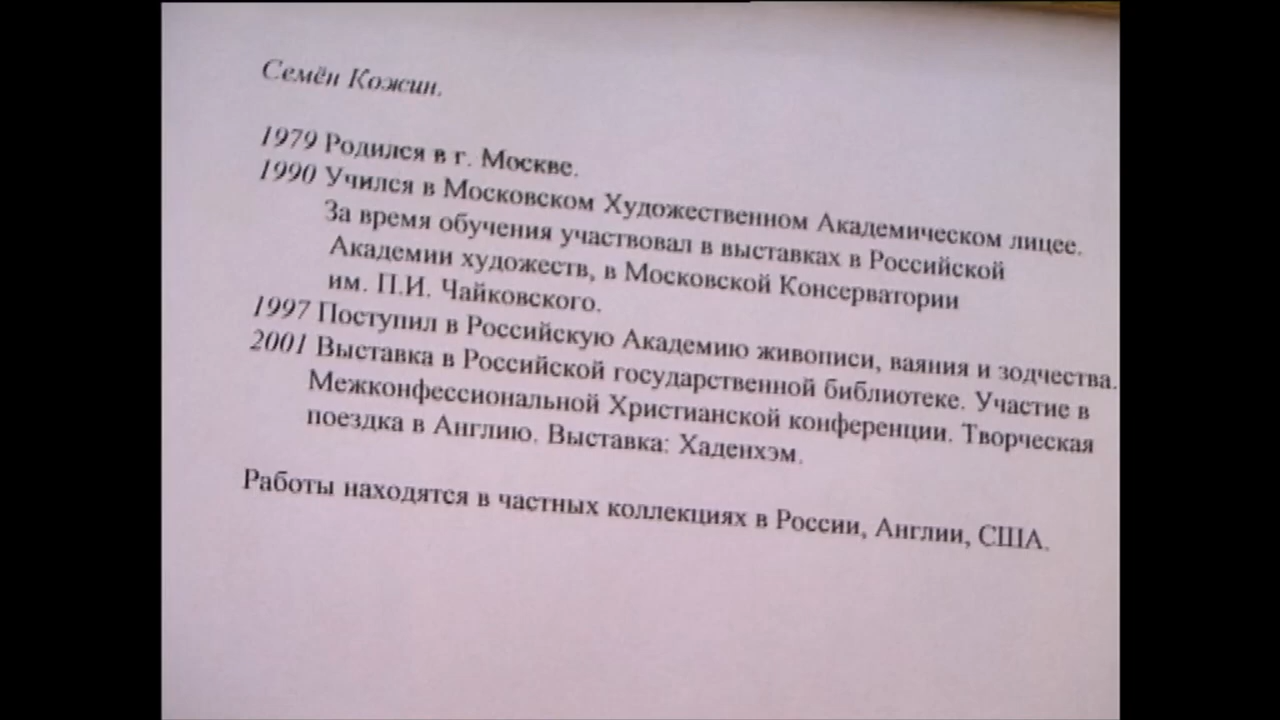 Семён Кожин.
1979 Родился в г. Москве.
1990 Учился в Московском Художественном Академическом лицее.
За время обучения участвовал в выставках в Российской
Академии художеств, в Московской Консерватории
им. П.И. Чайковского.
1997 Поступил в Российскую Академию живописи, ваяния и зодчества.
2001 Выставка в Российской государственной библиотеке. Участие в
Межконфессиональной Христианской конференции. Творческая
поездка в Англию. Выставка: Хаденхэм.
Работы находятся в частных коллекциях в России, Англии, США.